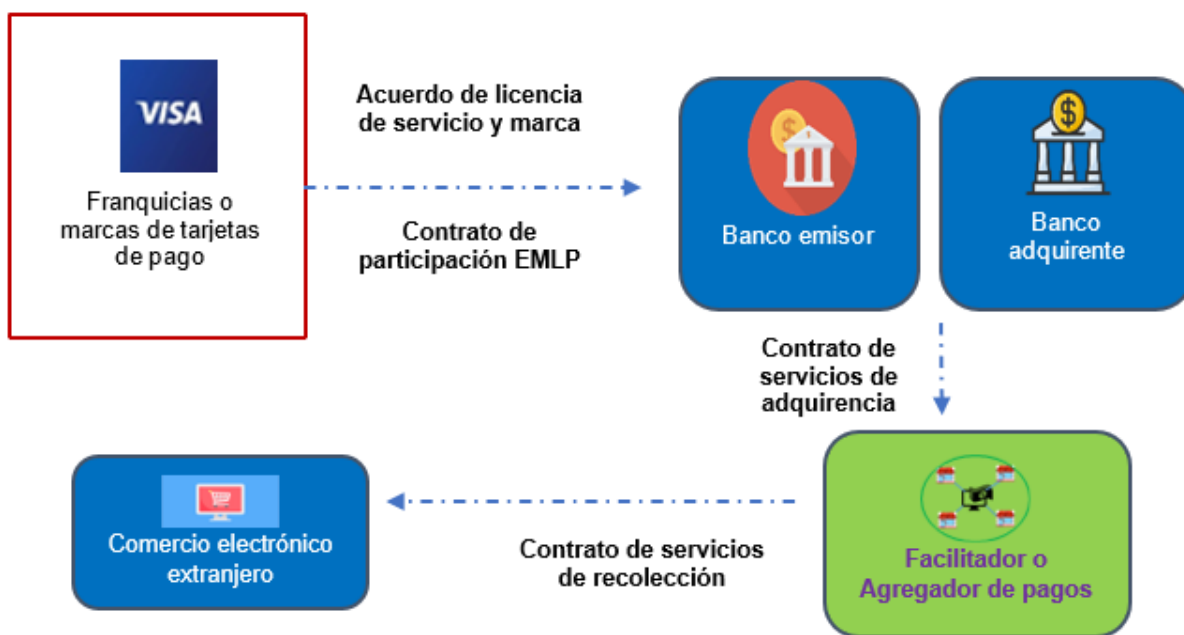 VISA
Franquicias o
marcas de tarjetas
de pago
Acuerdo de licencia
de servicio y marca
Contrato de
participación EMLP
Banco emisor
Banco
adquirente
Contrato de
servicios de
adquirencia
Facilitador o
Agregador de pagos
Contrato de servicios
de recolección
Comercio electrónico
extranjero